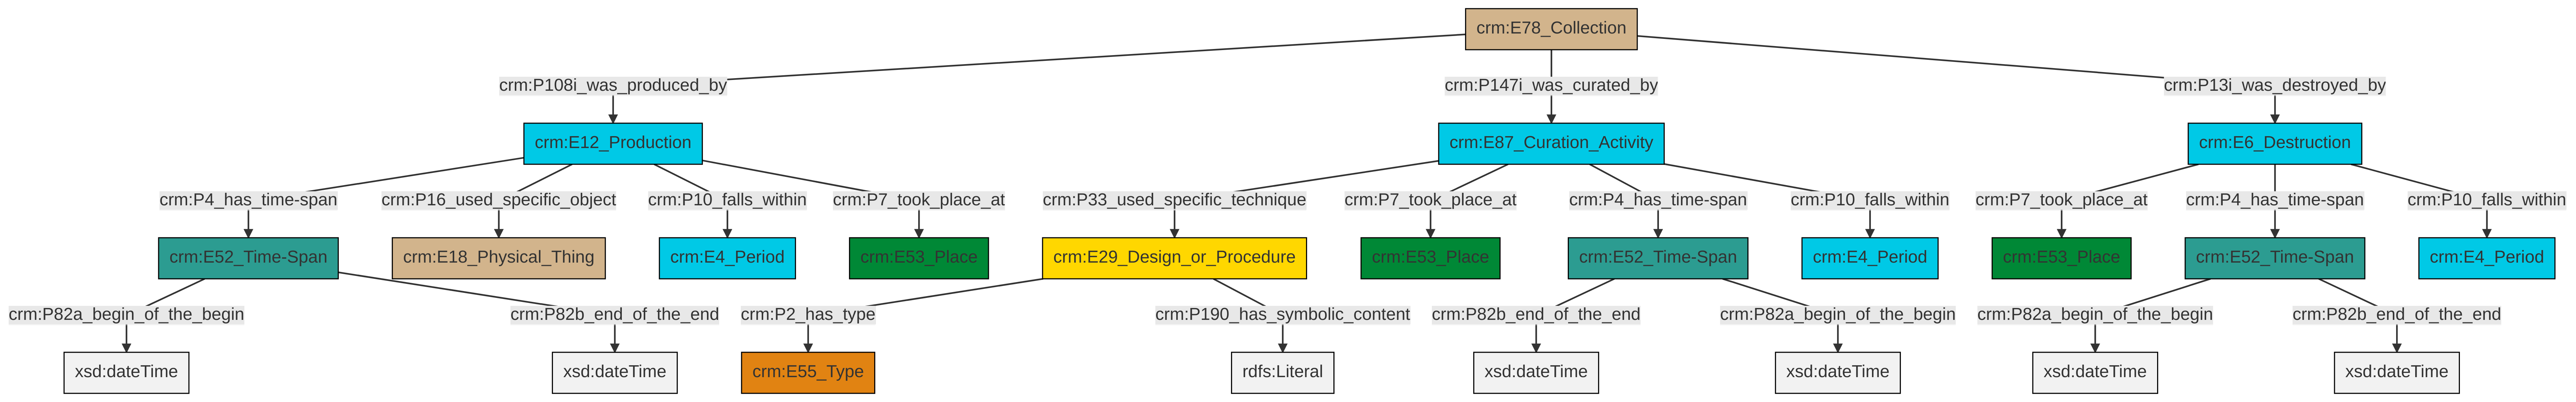 crm:E78_Collection
crm:P108i_was_produced_by
crm:P147i_was_curated_by
crm:P13i_was_destroyed_by
crm:E12_Production
crm:E87_Curation_Activity
crm:E6_Destruction
crm:P4_has_time-span
crm:P16_used_specific_object
crm:P10_falls_within
crm:P7_took_place_at
crm:P33_used_specific_technique
crm:P7_took_place_at
crm:P4_has_time-span
crm:P10_falls_within
crm:P7_took_place_at
crm:P4_has_time-span
crm:P10_falls_within
crm:E52_Time-Span
crm:E18_Physical_Thing
crm:E4_Period
crm:E53_Place
crm:E29_Design_or_Procedure
crm:E53_Place
crm:E52_Time-Span
crm:E4_Period
crm:E53_Place
crm:E52_Time-Span
crm:E4_Period
crm:P82a_begin_of_the_begin
crm:P82b_end_of_the_end
crm:P2_has_type
crm:P190_has_symbolic_content
crm:P82b_end_of_the_end
crm:P82a_begin_of_the_begin
crm:P82a_begin_of_the_begin
crm:P82b_end_of_the_end
xsd:dateTime
xsd:dateTime
crm:E55_Type
rdfs:Literal
xsd:dateTime
xsd:dateTime
xsd:dateTime
xsd:dateTime